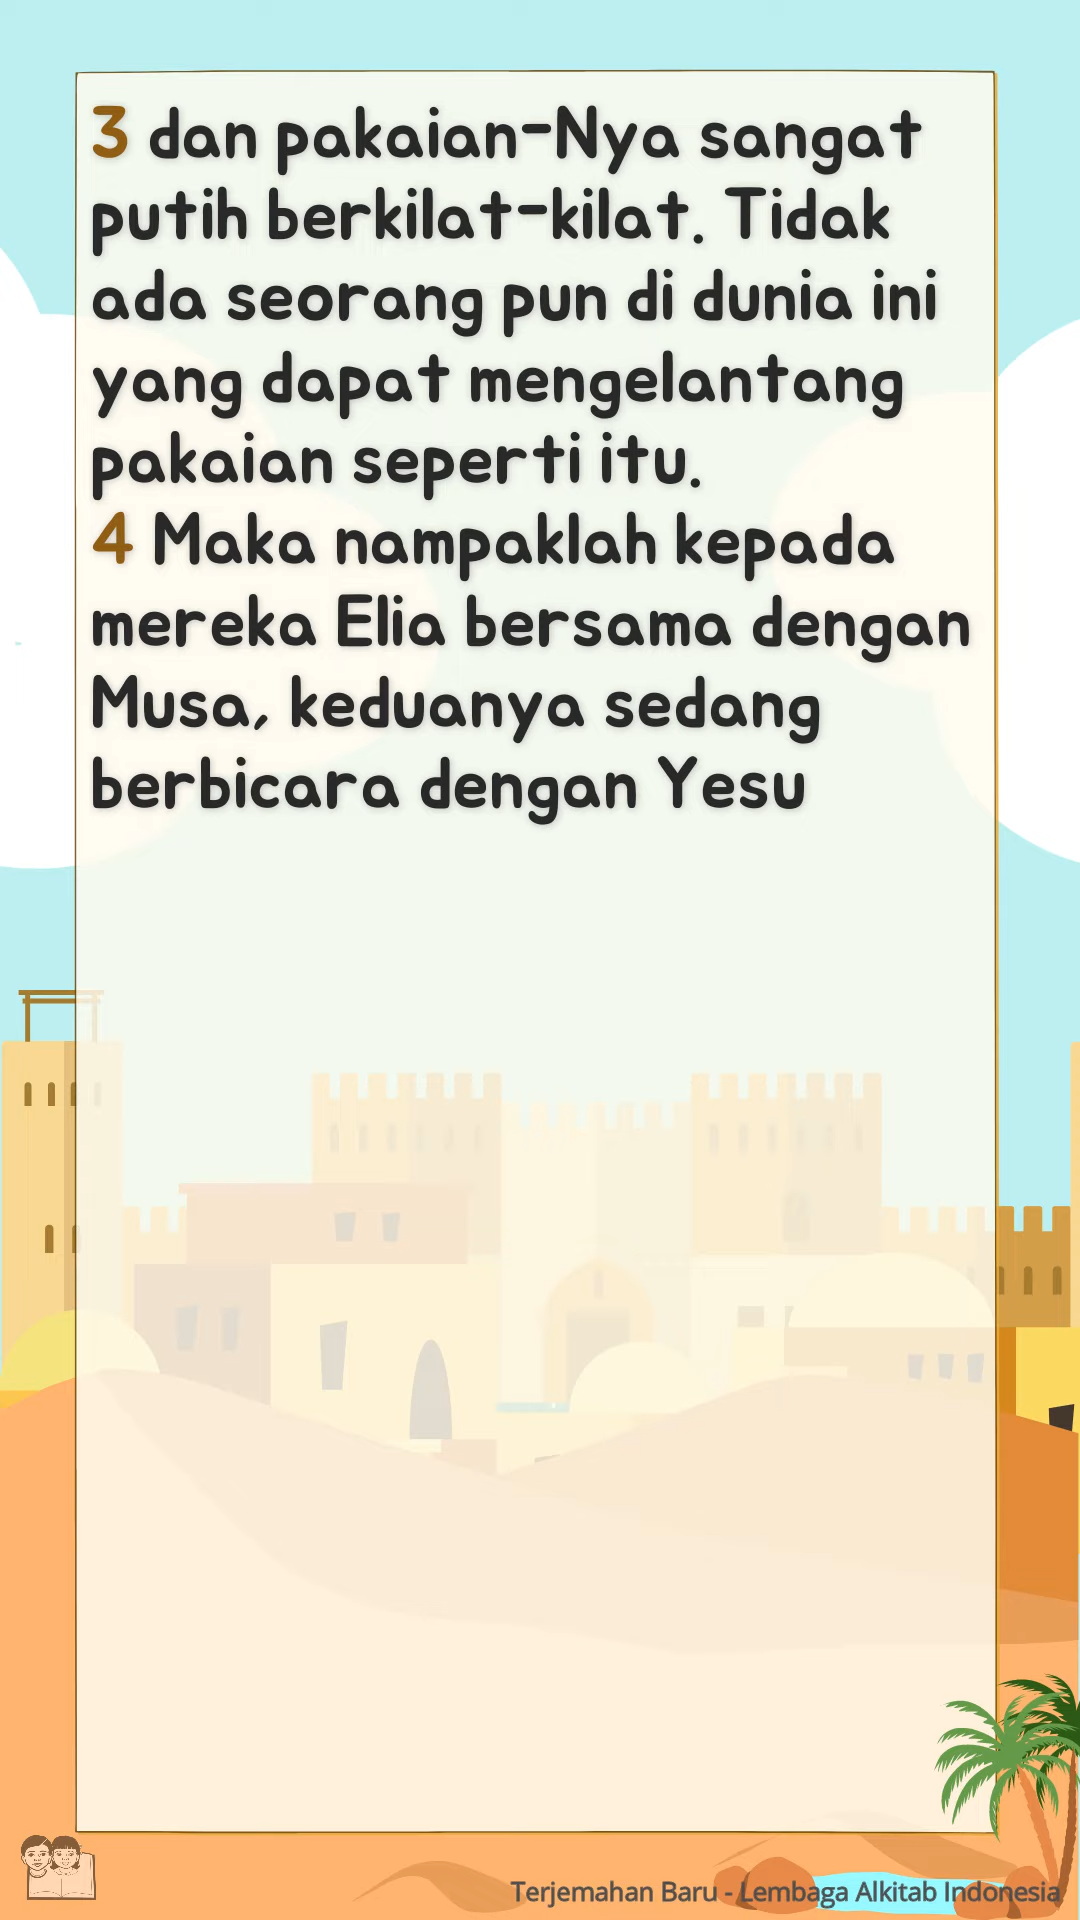 3 dan pakaian-Nya sangat
putih berkilat-kilat. Tidak
ada seorang pun di dunia ini
yang dapat mengelantang
pakaian seperti itu.
4 Maka nampaklah kepada
mereka Elia bersama dengan
Musa, keduanya sedang
berbicara dengan Yesu
Terjemahan Baru - Lembaga Alkitab Indonesia